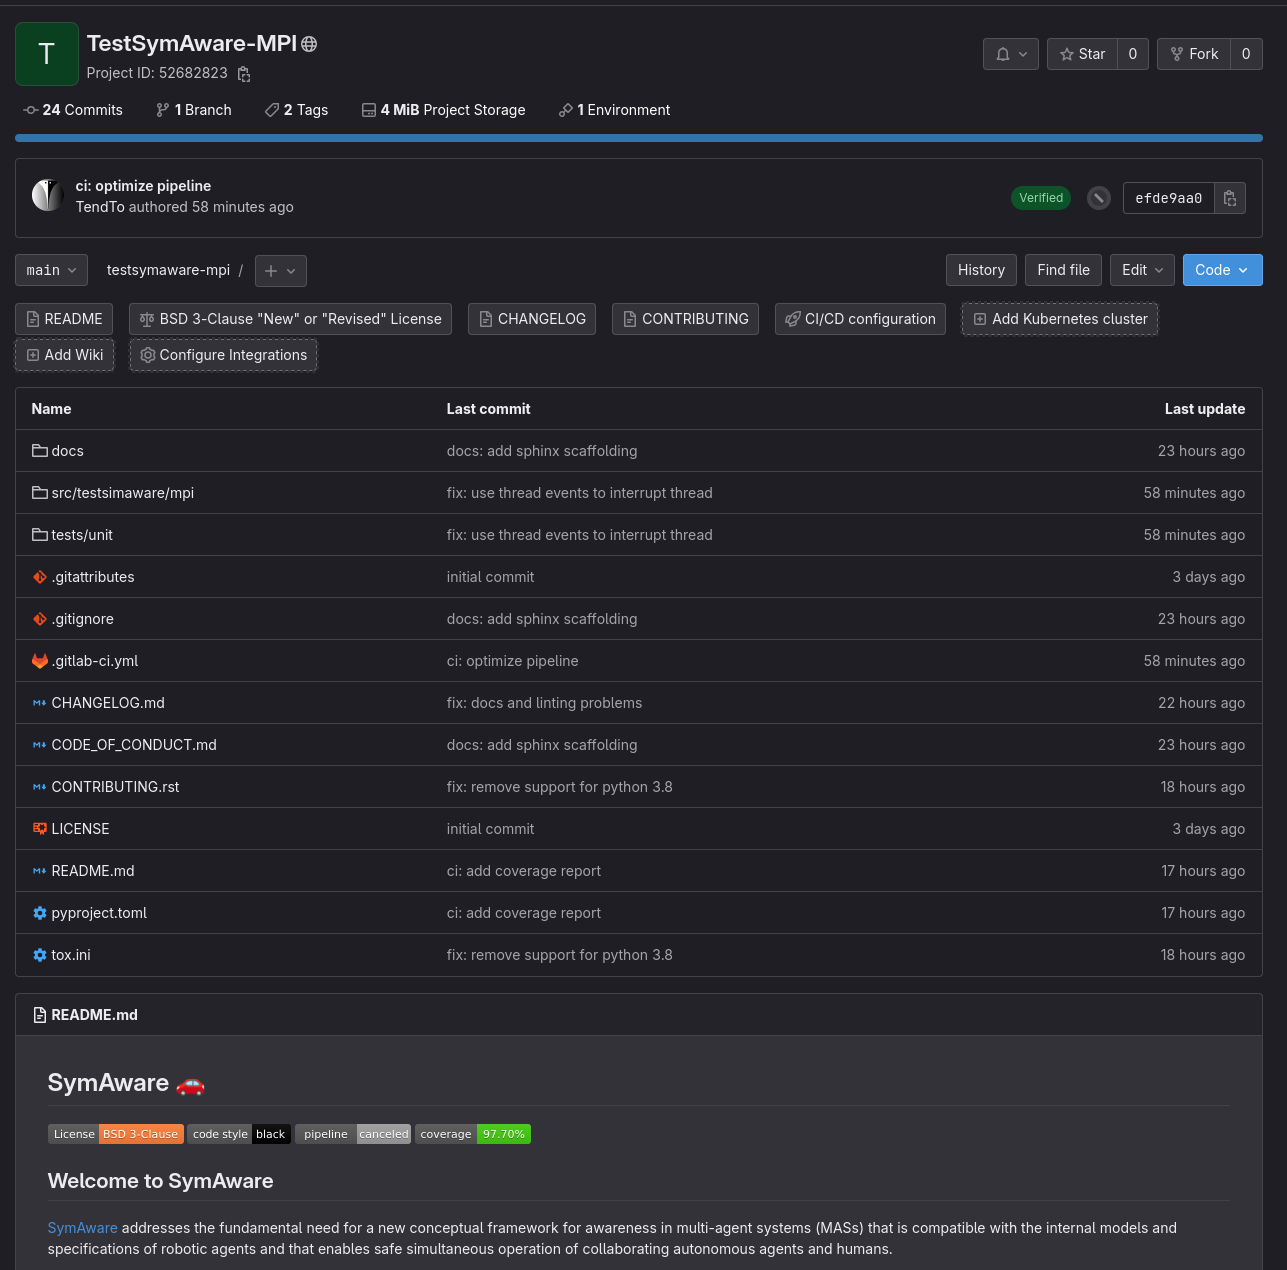 T
TestSymAware-MPI
Project ID: 52682823
Star 0 Fork 0
24 Commits 1 Branch 2 Tags 4 MiB Project Storage 1 Environment
ci: optimize pipeline
TendTo authored 58 minutes ago
Verified efde9aa0
main testsymaware-mpi / History Find file Edit Code
README BSD 3-Clause "New" or "Revised" License CHANGELOG CONTRIBUTING CI/CD configuration Add Kubernetes cluster
Add Wiki Configure Integrations
Name Last commit Last update
docs docs: add sphinx scaffolding 23 hours ago
src/testsimaware/mpi fix: use thread events to interrupt thread 58 minutes ago
tests/unit fix: use thread events to interrupt thread 58 minutes ago
.gitattributes initial commit 3 days ago
.gitignore docs: add sphinx scaffolding 23 hours ago
.gitlab-ci.yml ci: optimize pipeline 58 minutes ago
CHANGELOG.md fix: docs and linting problems 22 hours ago
CODE_OF_CONDUCT.md docs: add sphinx scaffolding 23 hours ago
CONTRIBUTING.rst fix: remove support for python 3.8 18 hours ago
LICENSE initial commit 3 days ago
README.md ci: add coverage report 17 hours ago
pyproject.toml ci: add coverage report 17 hours ago
tox.ini fix: remove support for python 3.8 18 hours ago
README.md
SymAware
License BSD 3-Clause code style black pipeline canceled coverage 97.70%
Welcome to SymAware
SymAware addresses the fundamental need for a new conceptual framework for awareness in multi-agent systems (MASs) that is compatible with the internal models and
specifications of robotic agents and that enables safe simultaneous operation of collaborating autonomous agents and humans.